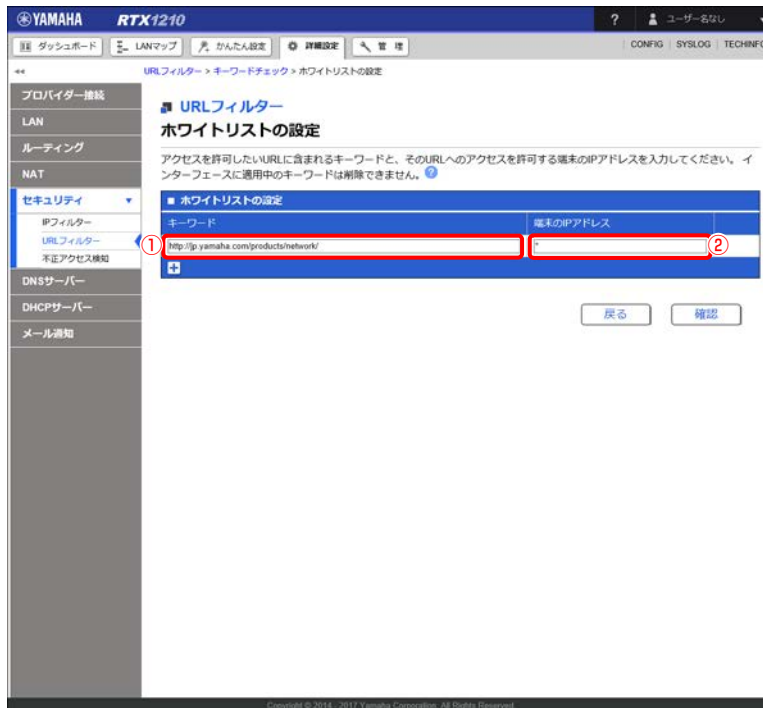 YAMAHA RTX1210 ? ユーザー名なし
ダッシュボード LANマップ かんたん設定 詳細設定 管理 CONFIG SYSLOG TECHINFO
URLフィルター > キーワードチェック > ホワイトリストの設定
プロバイダー接続
LAN
ルーティング
NAT
セキュリティ
IPフィルター
URLフィルター
不正アクセス検知
DNSサーバー
DHCPサーバー
メール通知
URLフィルター
ホワイトリストの設定
アクセスを許可したいURLに含まれるキーワードと、そのURLへのアクセスを許可する端末のIPアドレスを入力してください。 イ
ンターフェースに適用中のキーワードは削除できません。 ?
■ ホワイトリストの設定
キーワード 端末のIPアドレス
① http://jp.yamaha.com/products/network/ * ②
+
戻る 確認
Copyright © 2014 - 2017 Yamaha Corporation. All Rights Reserved.